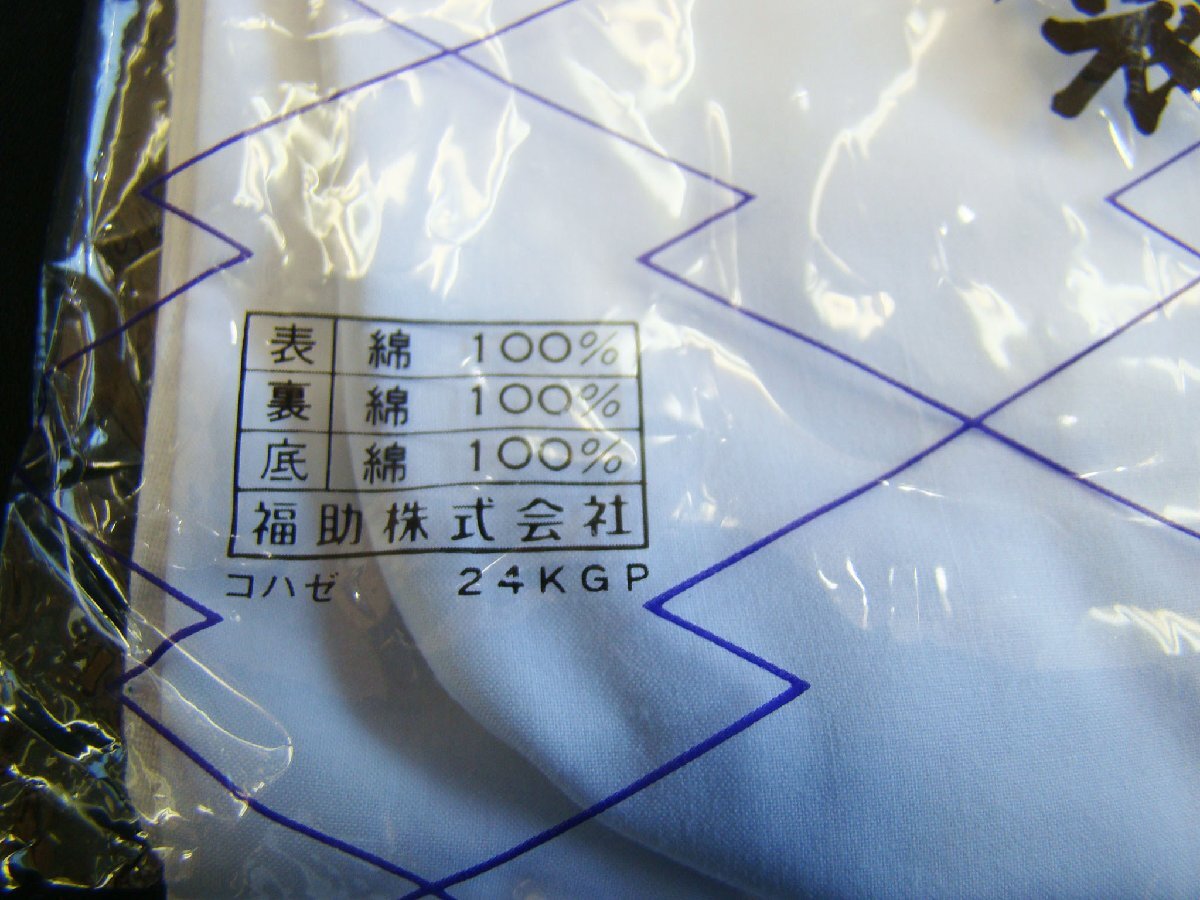 表 綿 100%
裏 綿 100%
底 綿 100%
福助株式会社
コハゼ 24KGP